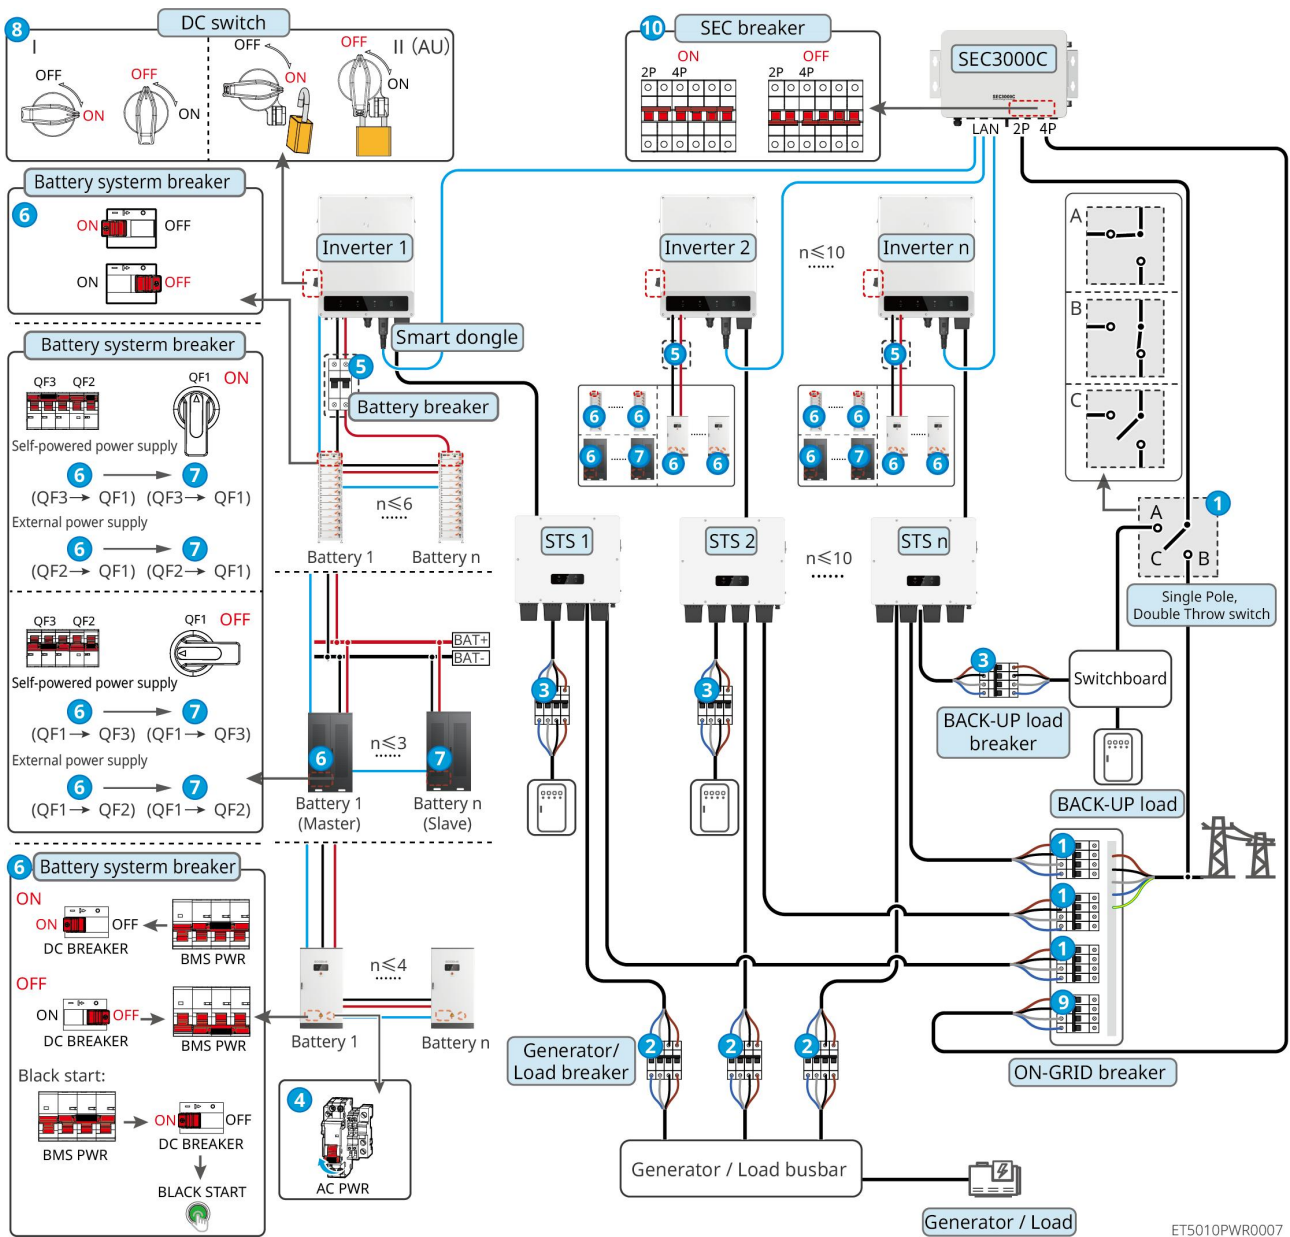 8
DC switch
I
OFF
ON
OFF
ON
OFF
ON
OFF
ON
II (AU)
10
SEC breaker
ON
OFF
2P 4P
2P 4P
SEC3000C
SEC3000C
LAN 2P 4P
Battery systerm breaker
6
ON
OFF
ON
OFF
Inverter 1
Inverter 2
n≤10
......
Inverter n
Smart dongle
5
Battery breaker
5
5
6
6
6
7
6
6
6
6
6
7
6
6
A
B
C
Battery systerm breaker
QF3 QF2
QF1
ON
Self-powered power supply
6
7
(QF3→ QF1) (QF3→ QF1)
External power supply
6
7
(QF2→ QF1) (QF2→ QF1)
QF3 QF2
QF1
OFF
Self-powered power supply
6
7
(QF1→ QF3) (QF1→ QF3)
External power supply
6
7
(QF1→ QF2) (QF1→ QF2)
n≤6
......
Battery 1
Battery n
STS 1
STS 2
n≤10
......
STS n
1
A
C
B
Single Pole,
Double Throw switch
BAT+
BAT-
n≤3
......
6
7
Battery 1
(Master)
Battery n
(Slave)
3
3
3
BACK-UP load
breaker
Switchboard
BACK-UP load
1
1
1
9
ON-GRID breaker
6
Battery systerm breaker
ON
ON
OFF
DC BREAKER
BMS PWR
OFF
ON
OFF
DC BREAKER
BMS PWR
Black start:
BMS PWR
ON
OFF
DC BREAKER
BLACK START
n≤4
......
Battery 1
Battery n
4
AC PWR
Generator/
Load breaker
2
2
2
Generator / Load busbar
Generator / Load
ET5010PWR0007